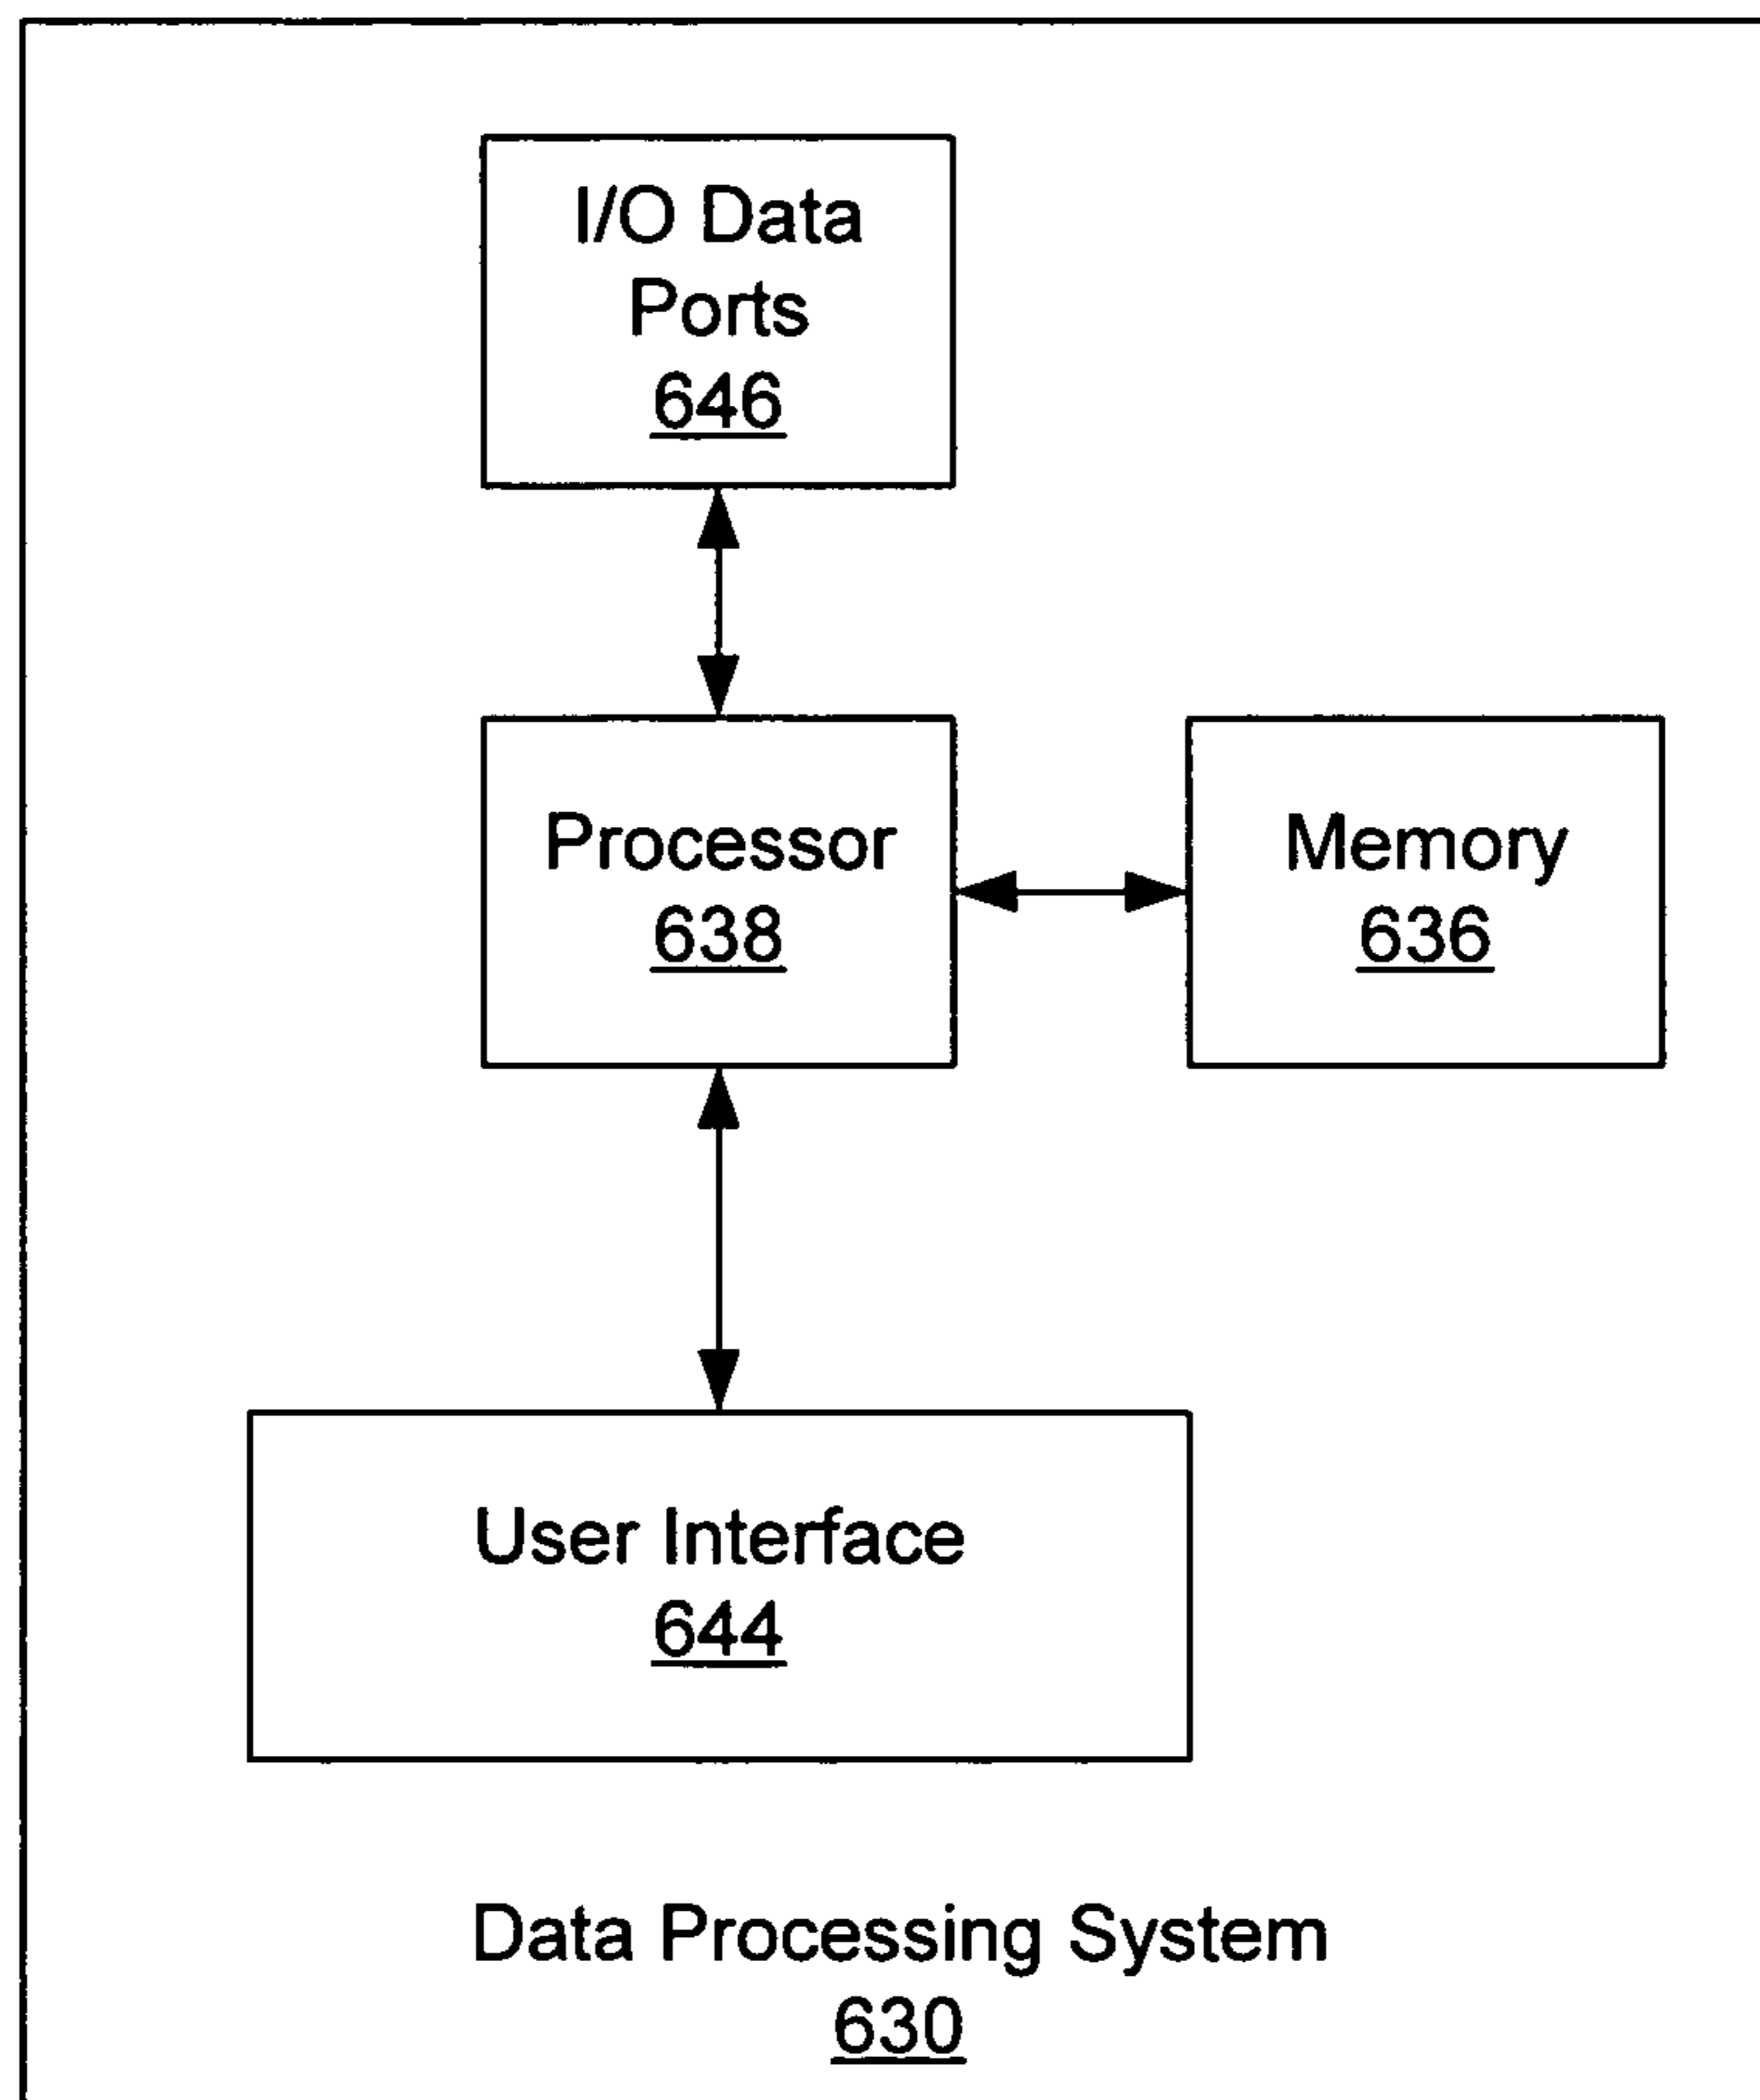 I/O Data
Ports
646
Processor
638
Memory
636
User Interface
644
Data Processing System
630